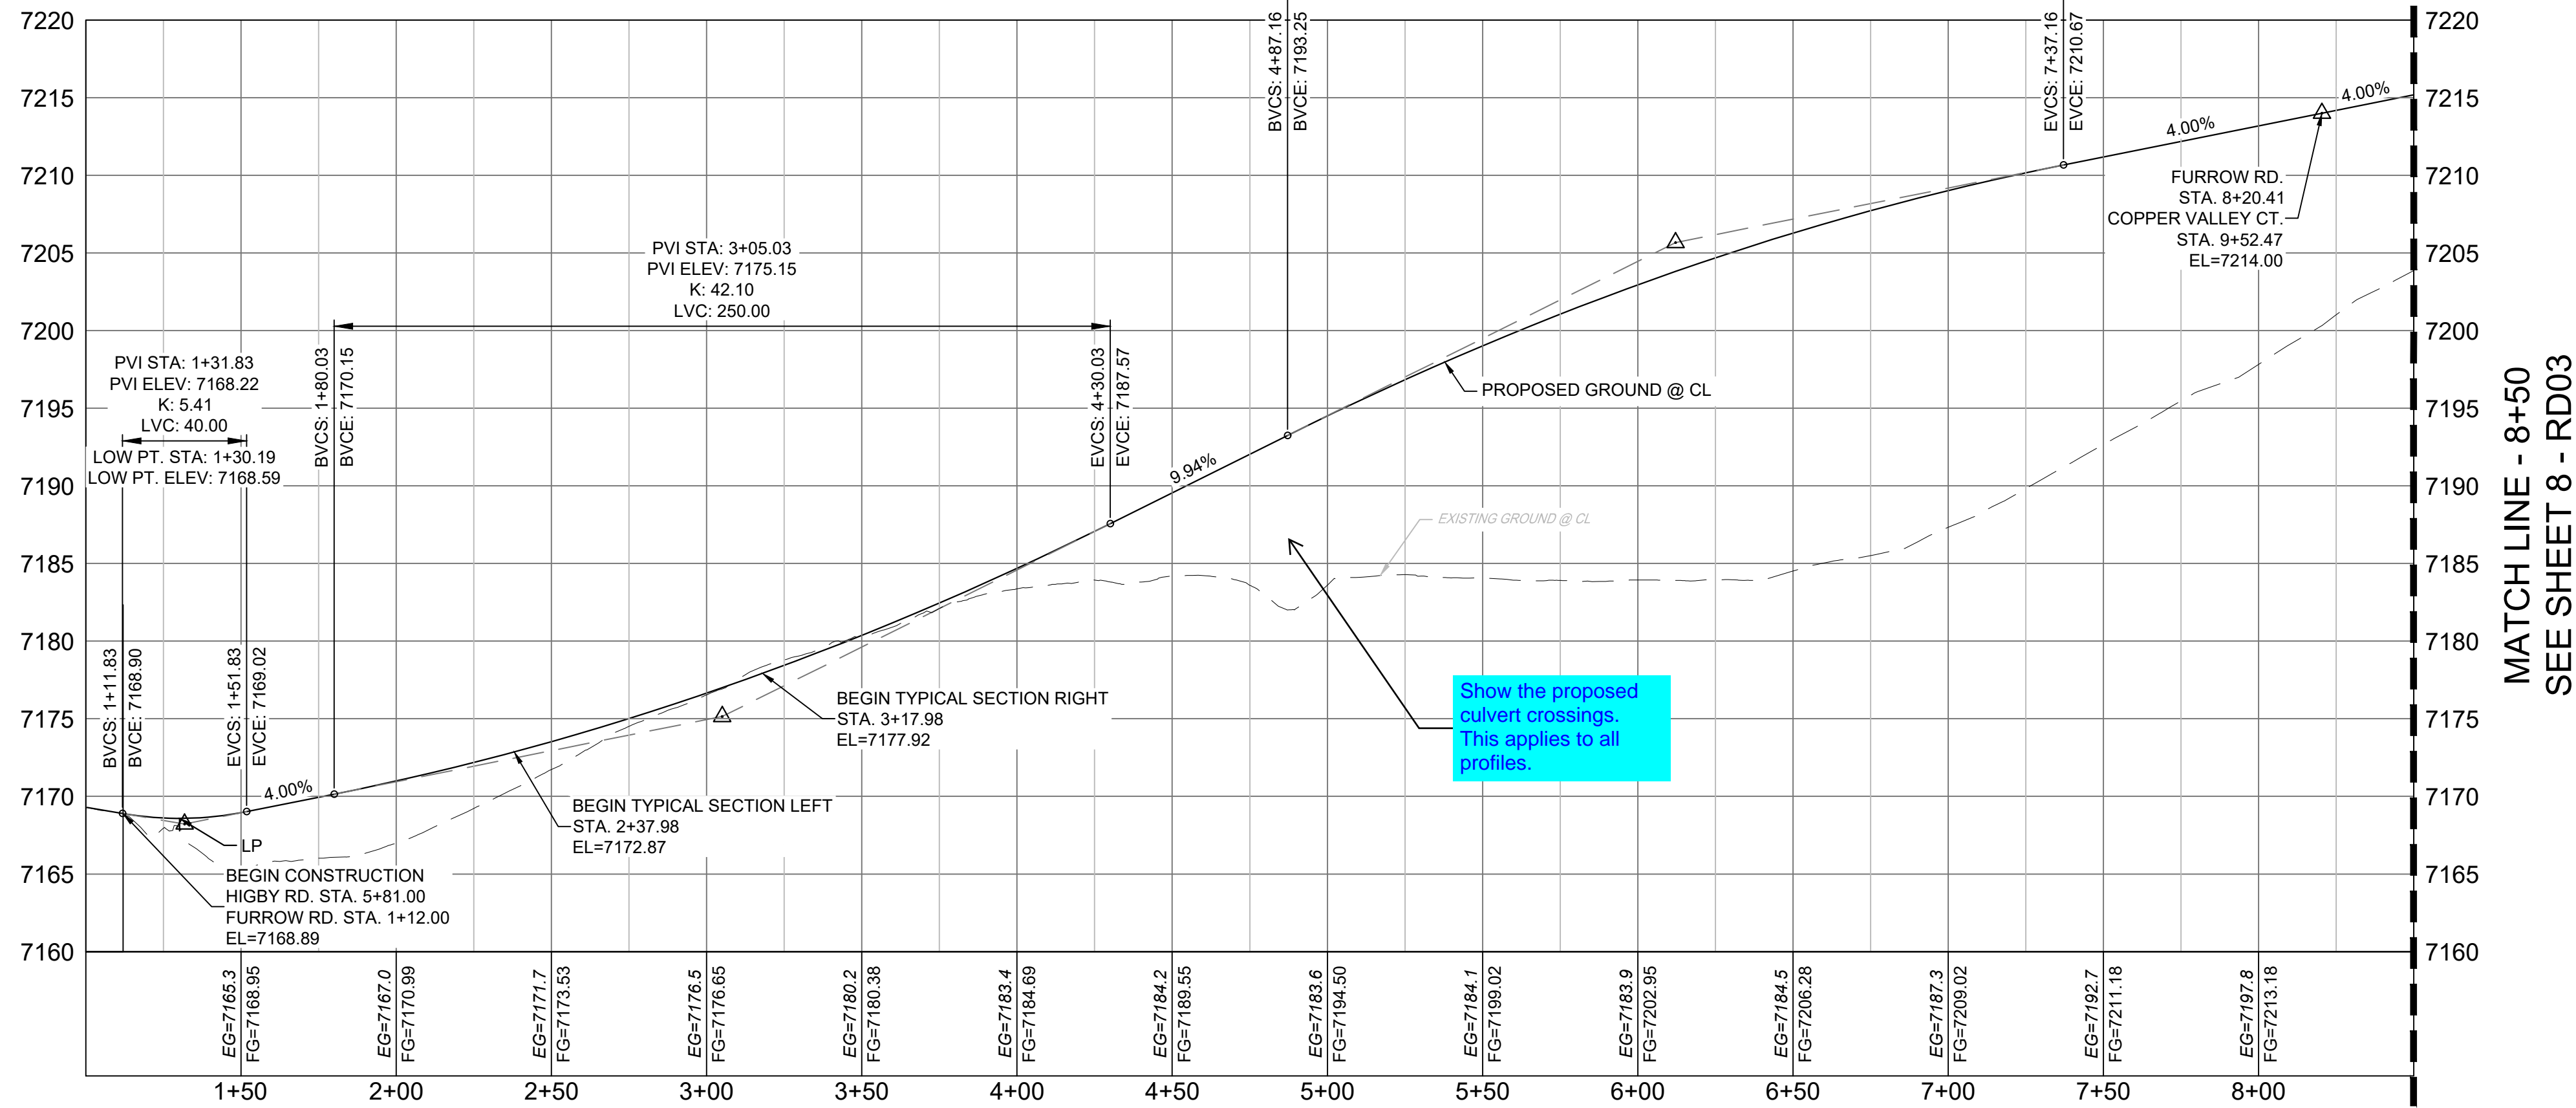 7220
7215
7210
7205
7200
7195
7190
7185
7180
7175
7170
7165
7160
PVI STA: 1+31.83
PVI ELEV: 7168.22
K: 5.41
LVC: 40.00
LOW PT. STA: 1+30.19
LOW PT. ELEV: 7168.59
BVCS: 1+11.83
BVCE: 7168.90
EVCS: 1+51.83
EVCE: 7169.02
4.00%
LP
BEGIN CONSTRUCTION
HIGBY RD. STA. 5+81.00
FURROW RD. STA. 1+12.00
EL=7168.89
BVCS: 1+80.03
BVCE: 7170.15
PVI STA: 3+05.03
PVI ELEV: 7175.15
K: 42.10
LVC: 250.00
EVCS: 4+30.03
EVCE: 7187.57
BEGIN TYPICAL SECTION LEFT
STA. 2+37.98
EL=7172.87
BEGIN TYPICAL SECTION RIGHT
STA. 3+17.98
EL=7177.92
9.94%
BVCS: 4+87.16
BVCE: 7193.25
PROPOSED GROUND @ CL
EXISTING GROUND @ CL
Show the proposed
culvert crossings.
This applies to all
profiles.
EVCS: 7+37.16
EVCE: 7210.67
4.00%
4.00%
FURROW RD.
STA. 8+20.41
COPPER VALLEY CT.
STA. 9+52.47
EL=7214.00
7220
7215
7210
7205
7200
7195
7190
7185
7180
7175
7170
7165
7160
MATCH LINE - 8+50
SEE SHEET 8 - RD03
EG=7165.3
FG=7168.95
EG=7167.0
FG=7170.99
EG=7171.7
FG=7173.53
EG=7176.5
FG=7176.65
EG=7180.2
FG=7180.38
EG=7183.4
FG=7184.69
EG=7184.2
FG=7189.55
EG=7183.6
FG=7194.50
EG=7184.1
FG=7199.02
EG=7183.9
FG=7202.95
EG=7184.5
FG=7206.28
EG=7187.3
FG=7209.02
EG=7192.7
FG=7211.18
EG=7197.8
FG=7213.18
1+50
2+00
2+50
3+00
3+50
4+00
4+50
5+00
5+50
6+00
6+50
7+00
7+50
8+00